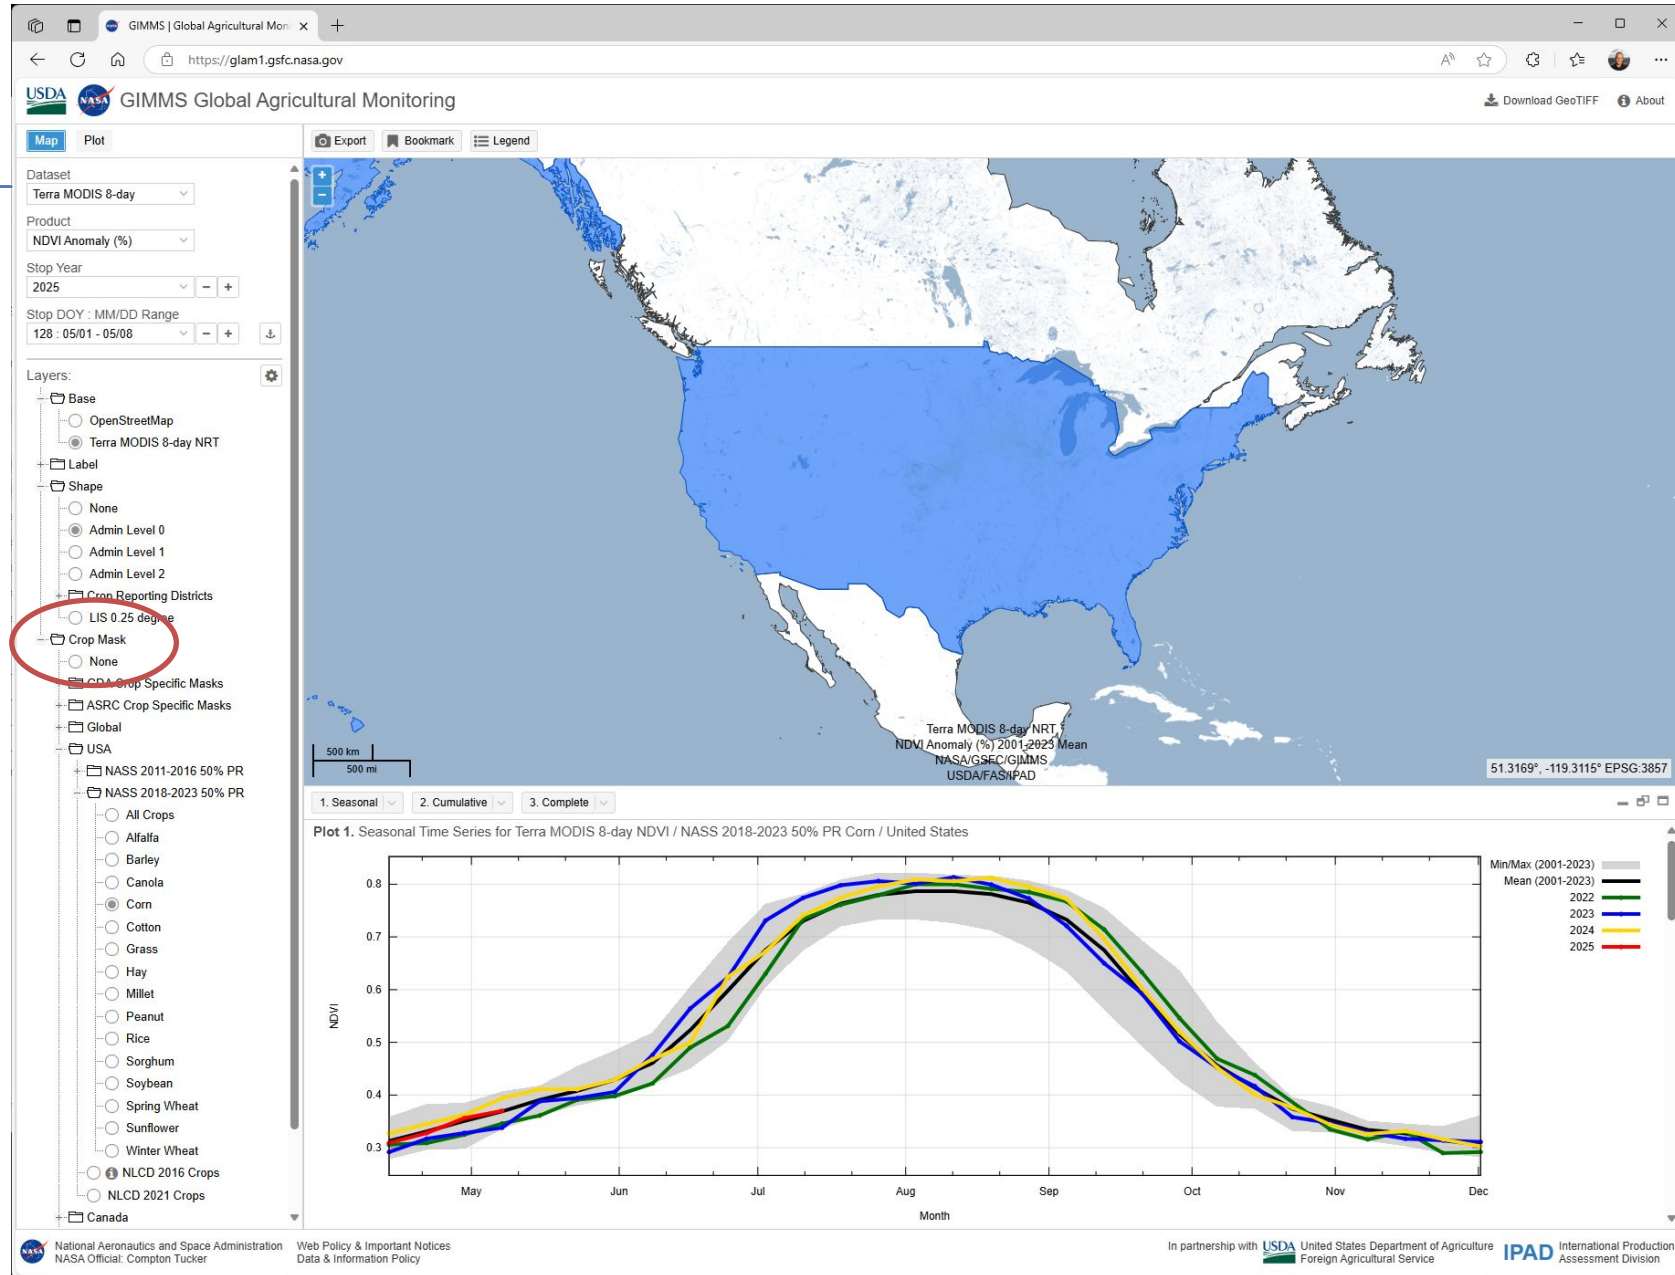 GIMMS | Global Agricultural Mon
https://glam1.gsfc.nasa.gov
USDA NASA GIMMS Global Agricultural Monitoring
Download GeoTIFF
About
Map Plot
Export Bookmark Legend
Dataset
Terra MODIS 8-day
Product
NDVI Anomaly (%)
Stop Year
2025
Stop DOY : MM/DD Range
128 : 05/01 - 05/08
Layers:
Base
OpenStreetMap
Terra MODIS 8-day NRT
Label
Shape
None
Admin Level 0
Admin Level 1
Admin Level 2
Crop Reporting Districts
LIS 0.25 degree
Crop Mask
None
GDA Crop Specific Masks
ASRC Crop Specific Masks
Global
USA
NASS 2011-2016 50% PR
NASS 2018-2023 50% PR
All Crops
Alfalfa
Barley
Canola
Corn
Cotton
Grass
Hay
Millet
Peanut
Rice
Sorghum
Soybean
Spring Wheat
Sunflower
Winter Wheat
NLCD 2016 Crops
NLCD 2021 Crops
Canada
500 km
500 mi
Terra MODIS 8-day NRT
NDVI Anomaly (%) 2001-2023 Mean
NASA/GSFC/GIMMS
USDA/FAS/IPAD
51.3169°, -119.3115° EPSG:3857
1. Seasonal 2. Cumulative 3. Complete
Plot 1. Seasonal Time Series for Terra MODIS 8-day NDVI / NASS 2018-2023 50% PR Corn / United States
Min/Max (2001-2023)
Mean (2001-2023)
2022
2023
2024
2025
0.8
0.7
0.6
0.5
0.4
0.3
NDVI
May Jun Jul Aug Sep Oct Nov Dec
Month
NASA
National Aeronautics and Space Administration
NASA Official: Compton Tucker
Web Policy & Important Notices
Data & Information Policy
In partnership with USDA United States Department of Agriculture
Foreign Agricultural Service
IPAD International Production
Assessment Division